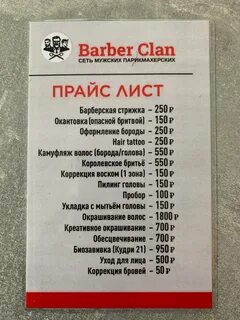 Barber Clan
СЕТЬ МУЖСКИХ ПАРИКМАХЕРСКИХ
ПРАЙС ЛИСТ
Барберская стрижка – 250 ₽
Окантовка (опасной бритвой) – 150 ₽
Оформление бороды – 250 ₽
Hair tattoo – 250 ₽
Камуфляж волос (борода/голова) – 550 ₽
Королевское бритьё – 550 ₽
Коррекция воском (1 зона) – 150 ₽
Пилинг головы – 150 ₽
Пробор – 100 ₽
Укладка с мытьём головы – 150 ₽
Окрашивание волос – 1800 ₽
Креативное окрашивание – 700 ₽
Обесцвечивание – 700 ₽
Биозавивка (Кудри 21) – 950 ₽
Уход для лица – 500 ₽
Коррекция бровей – 50 ₽